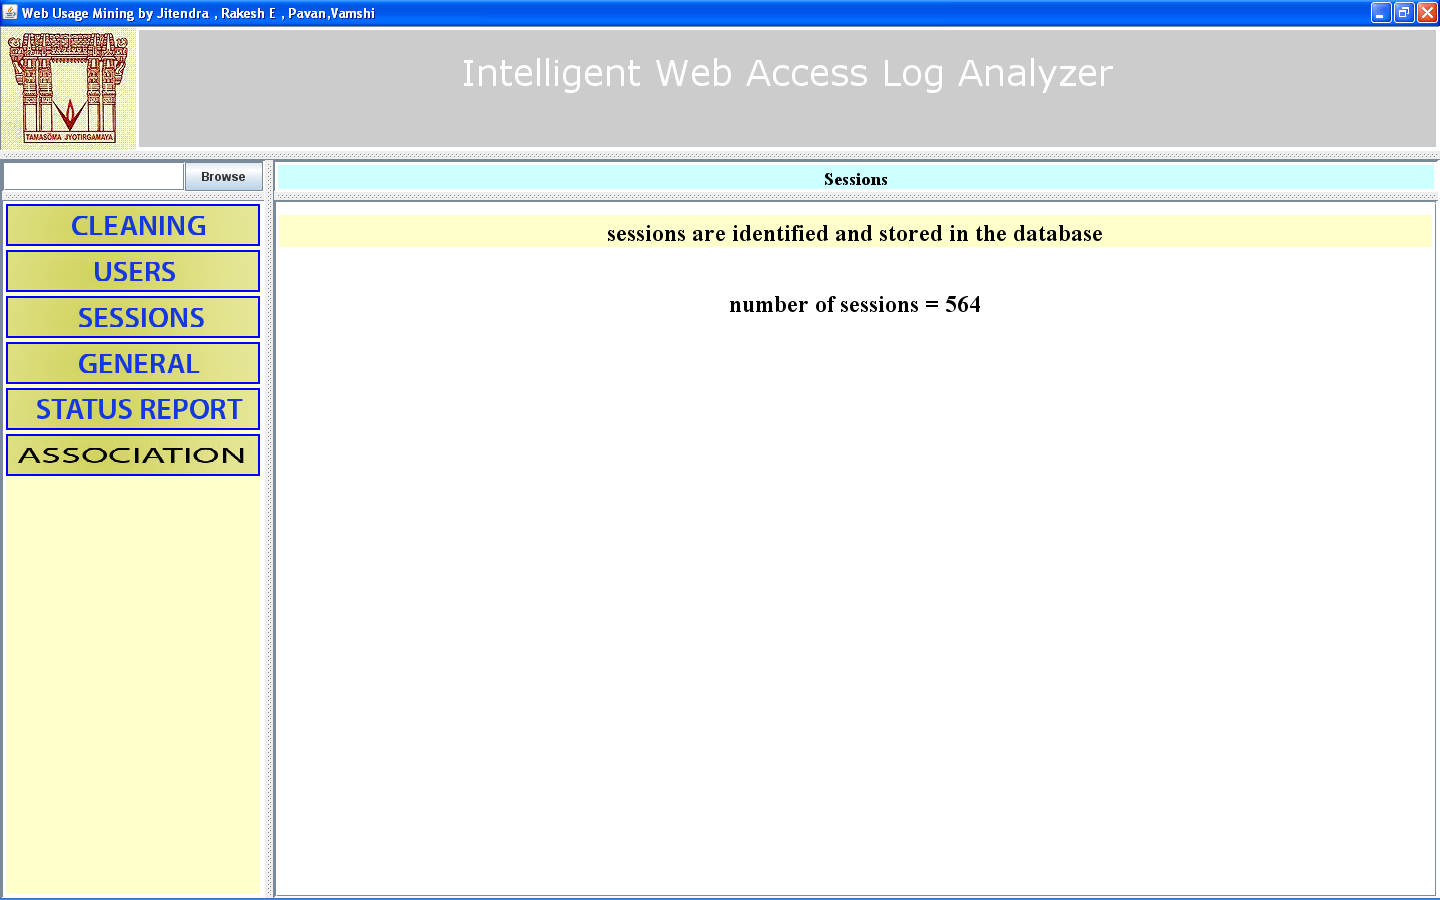 Web Usage Mining by Jitendra , Rakesh E , Pavan,Vamshi
TAMASOMA JYOTIRGAMAYA
Intelligent Web Access Log Analyzer
Browse
Sessions
CLEANING
USERS
SESSIONS
GENERAL
STATUS REPORT
ASSOCIATION
sessions are identified and stored in the database
number of sessions = 564